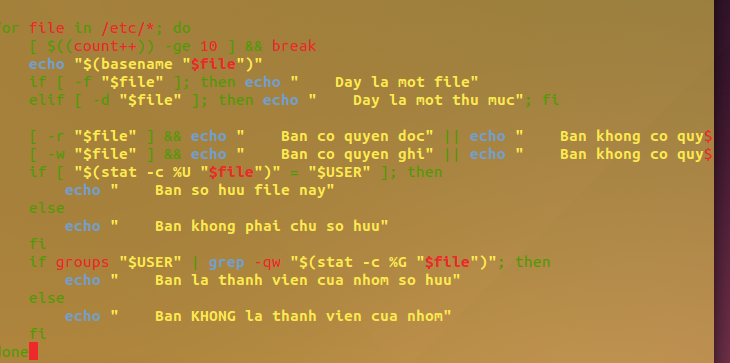 for file in /etc/*; do
    [ $((count++)) -ge 10 ] && break
    echo "$(basename "$file")"
    if [ -f "$file" ]; then echo "    Day la mot file"
    elif [ -d "$file" ]; then echo "    Day la mot thu muc"; fi

    [ -r "$file" ] && echo "    Ban co quyen doc" || echo "    Ban khong co quy$
    [ -w "$file" ] && echo "    Ban co quyen ghi" || echo "    Ban khong co quy$
    if [ "$(stat -c %U "$file")" = "$USER" ]; then
        echo "    Ban so huu file nay"
    else
        echo "    Ban khong phai chu so huu"
    fi
    if groups "$USER" | grep -qw "$(stat -c %G "$file")"; then
        echo "    Ban la thanh vien cua nhom so huu"
    else
        echo "    Ban KHONG la thanh vien cua nhom"
    fi
done